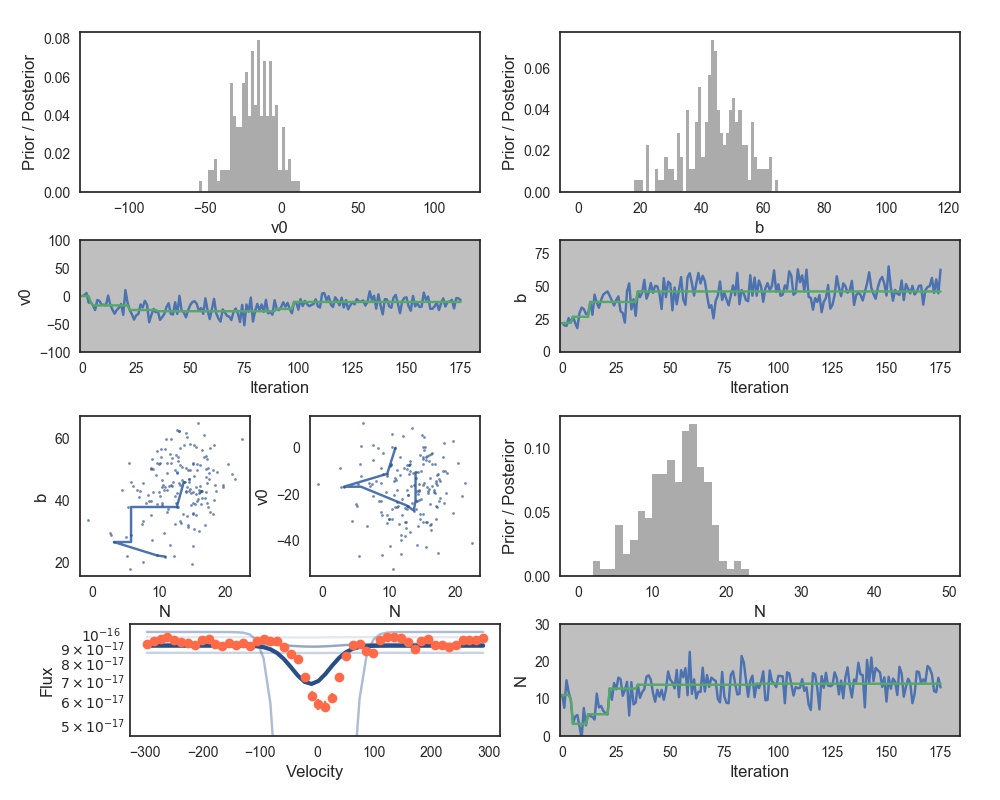 Prior / Posterior
0.08
0.06
0.04
0.02
0.00
−100 −50 0 50 100
v0
Prior / Posterior
0.06
0.04
0.02
0.00
0 20 40 60 80 100 120
b
v0
100
50
0
−50
−100
0 25 50 75 100 125 150 175
Iteration
b
75
50
25
0
0 25 50 75 100 125 150 175
Iteration
b
60
40
20
0 10 20
N
v0
0
−20
−40
0 20
N
Prior / Posterior
0.10
0.05
0.00
0 10 20 30 40 50
N
Flux
10⁻¹⁶
9 × 10⁻¹⁷
8 × 10⁻¹⁷
7 × 10⁻¹⁷
6 × 10⁻¹⁷
5 × 10⁻¹⁷
−300 −200 −100 0 100 200 300
Velocity
N
30
20
10
0
0 25 50 75 100 125 150 175
Iteration